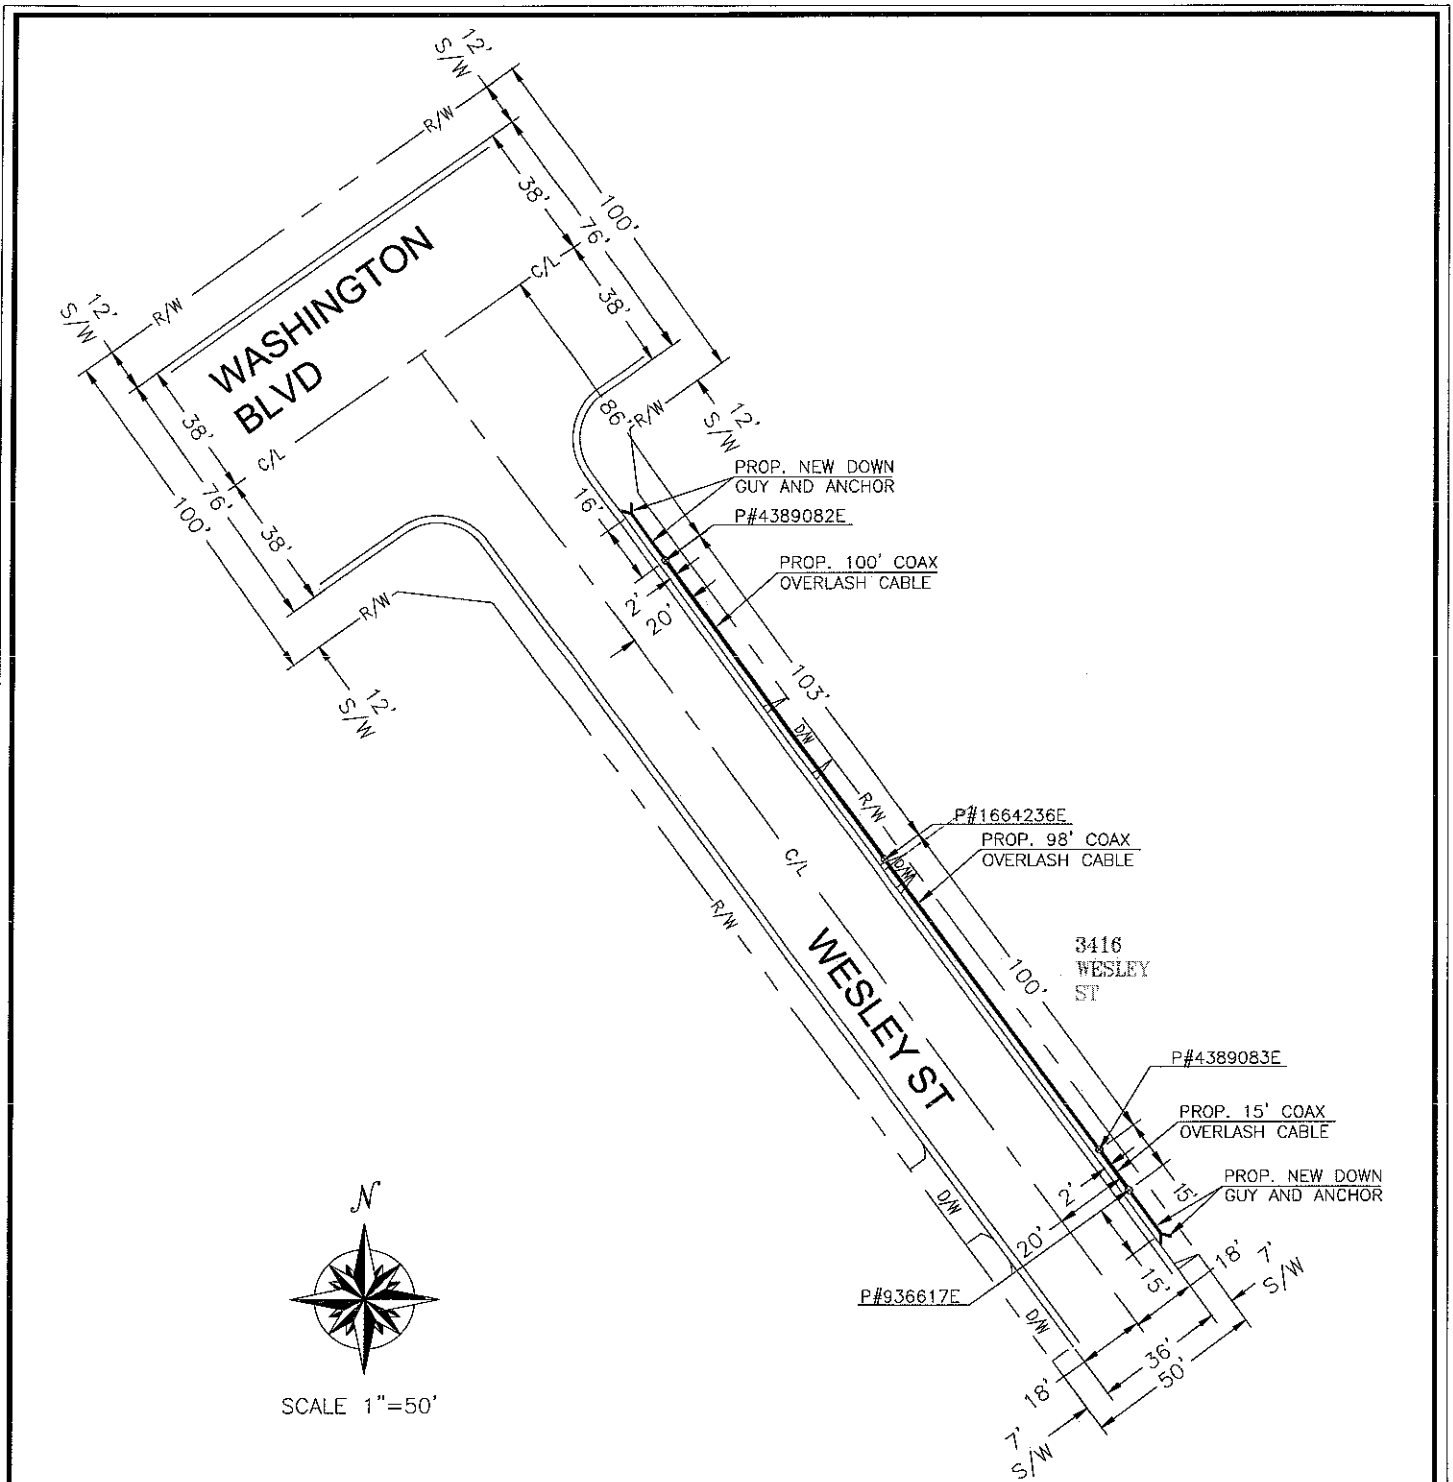 12'
S/W
R/W
100'
76'
38'
38'
C/L
12'
S/W
R/W
WASHINGTON
BLVD
38'
76'
100'
38'
C/L
86'
R/W
12'
S/W
PROP. NEW DOWN
GUY AND ANCHOR
P#4389082E
16'
PROP. 100' COAX
OVERLASH CABLE
2'
20'
R/W
12'
S/W
103'
D/W
R/W
P#1664236E
PROP. 98' COAX
OVERLASH CABLE
D/W
C/L
R/W
WESLEY ST
100'
3416
WESLEY
ST
P#4389083E
PROP. 15' COAX
OVERLASH CABLE
PROP. NEW DOWN
GUY AND ANCHOR
2'
20'
15'
15'
D/W
P#936617E
18'
7'
S/W
D/W
36'
50'
18'
7'
S/W
N
SCALE 1"=50'